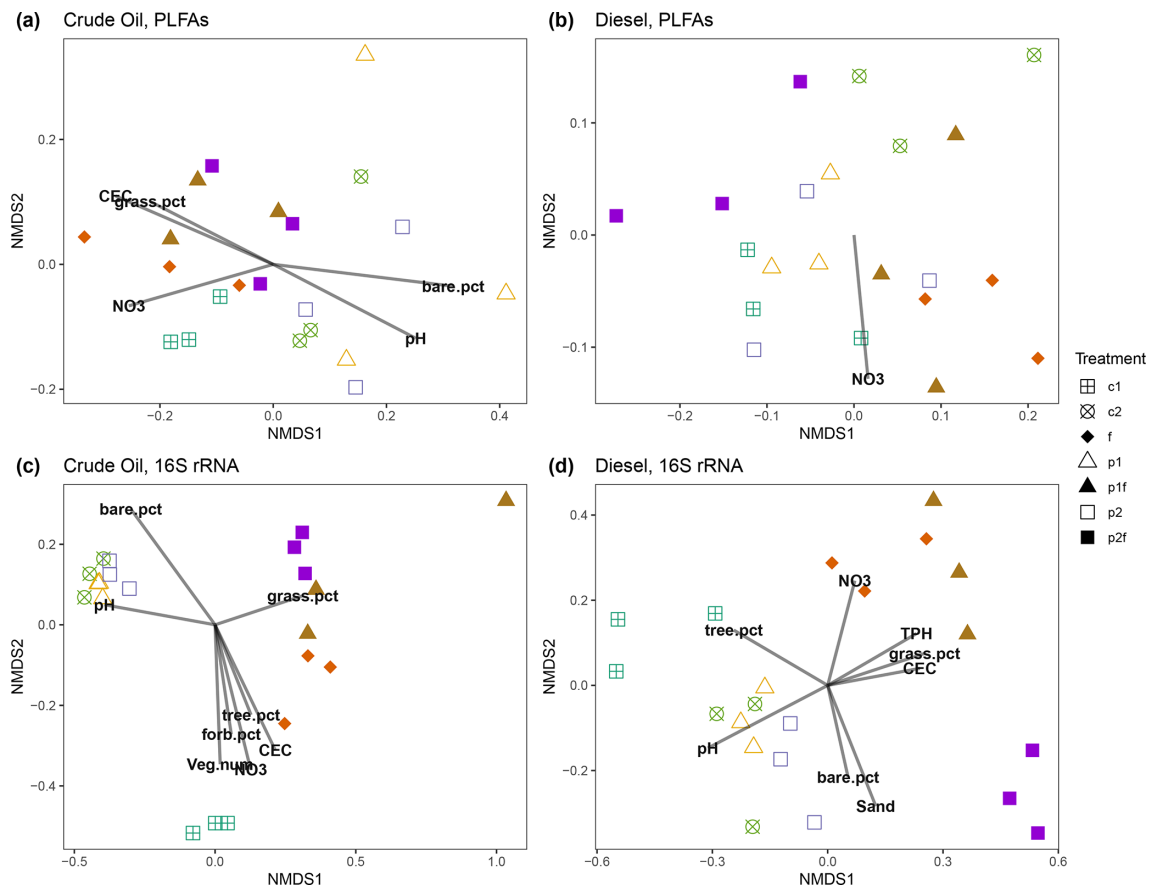 (a) Crude Oil, PLFAs
(b) Diesel, PLFAs
NMDS2
0.2
0.0
−0.2
CEC
grass.pct
NO3
bare.pct
pH
−0.2 0.0 0.2 0.4
NMDS1
NMDS2
0.1
0.0
−0.1
NO3
−0.2 −0.1 0.0 0.1 0.2
NMDS1
Treatment
c1
c2
f
p1
p1f
p2
p2f
(c) Crude Oil, 16S rRNA
(d) Diesel, 16S rRNA
NMDS2
0.2
0.0
−0.2
−0.4
bare.pct
pH
grass.pct
tree.pct
forb.pct
CEC
Veg.num
NO3
−0.5 0.0 0.5 1.0
NMDS1
NMDS2
0.4
0.2
0.0
−0.2
NO3
tree.pct
TPH
grass.pct
CEC
pH
bare.pct
Sand
−0.6 −0.3 0.0 0.3 0.6
NMDS1